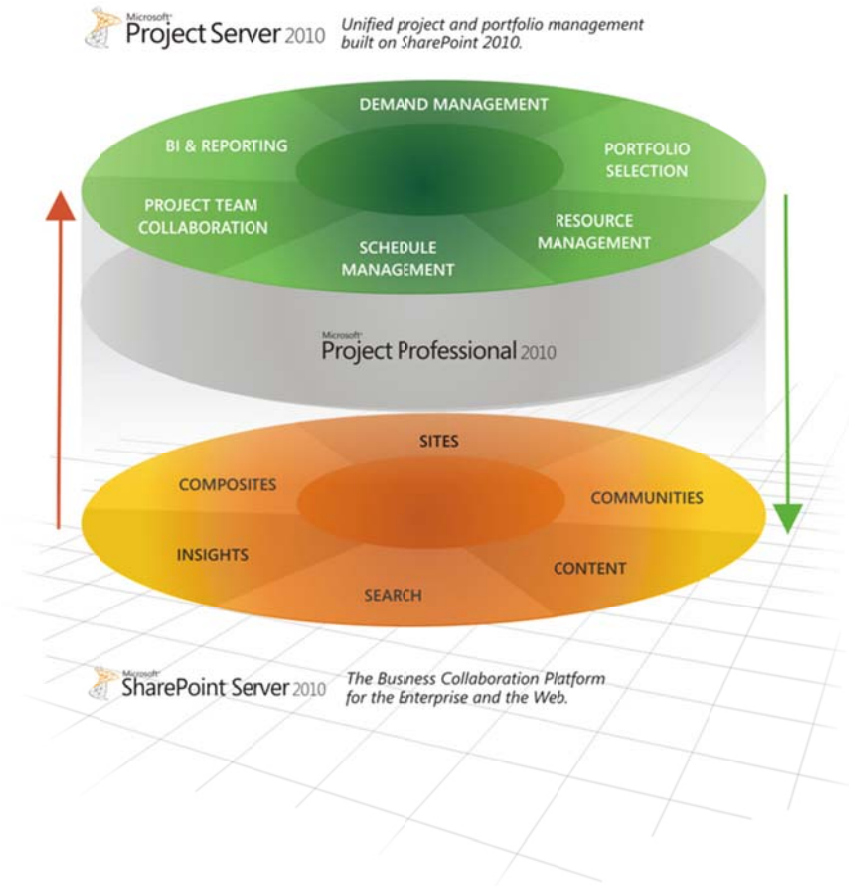 Microsoft®
Project Server 2010
Unified project and portfolio management
built on SharePoint 2010.
DEMAND MANAGEMENT
BI & REPORTING
PORTFOLIO
SELECTION
PROJECT TEAM
COLLABORATION
RESOURCE
MANAGEMENT
SCHEDULE
MANAGEMENT
Microsoft®
Project Professional 2010
SITES
COMPOSITES
COMMUNITIES
INSIGHTS
CONTENT
SEARCH
Microsoft®
SharePoint Server 2010
The Business Collaboration Platform
for the Enterprise and the Web.